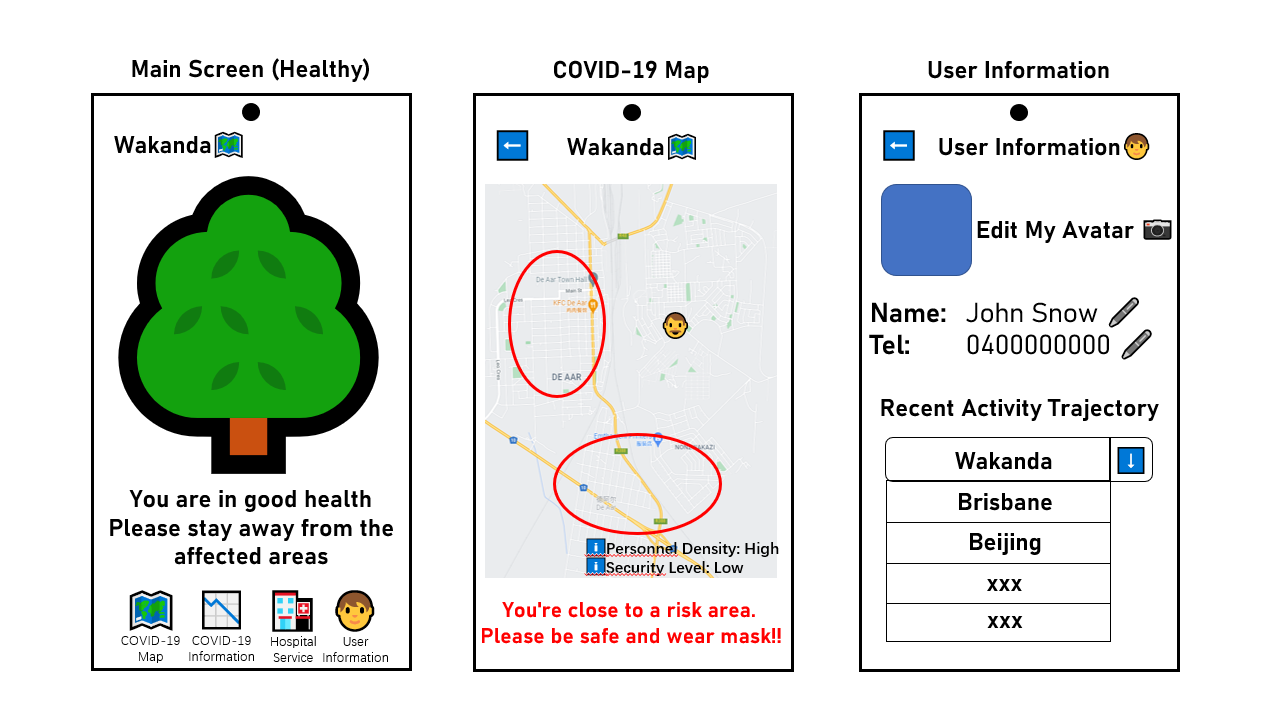 Main Screen (Healthy)
Wakanda
You are in good health
Please stay away from the
affected areas
COVID-19
Map
COVID-19
Information
Hospital
Service
User
Information
COVID-19 Map
Wakanda
De Aar Town Hall
Main St
KFC De Aar
DE AAR
NONZWAKAZI
De Aar
Personnel Density: High
Security Level: Low
You're close to a risk area.
Please be safe and wear mask!!
User Information
User Information
Edit My Avatar
Name: John Snow
Tel: 0400000000
Recent Activity Trajectory
Wakanda
Brisbane
Beijing
xxx
xxx